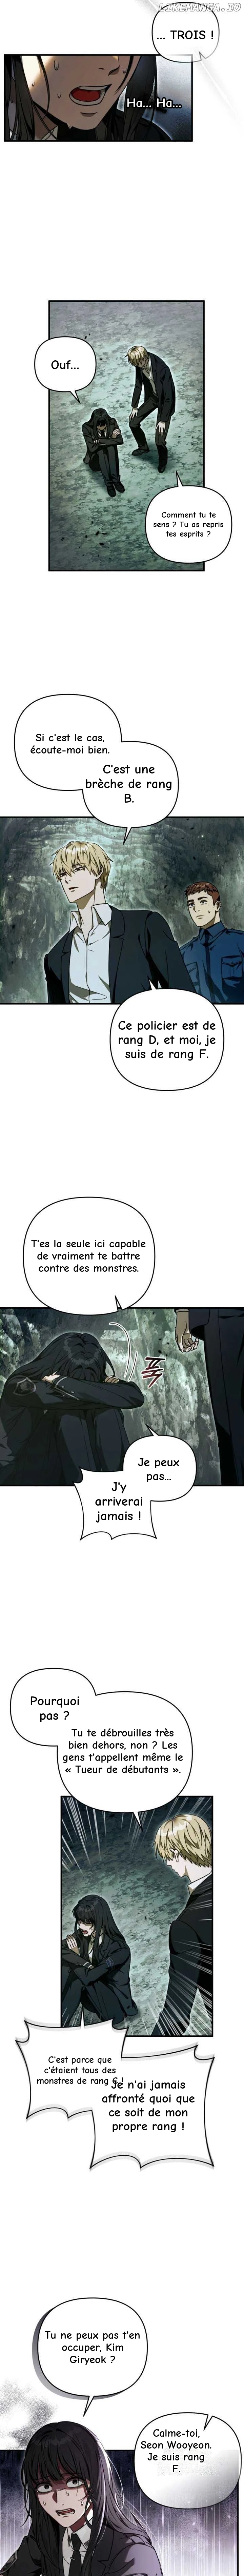 LIKEMANGA.IO
... TROIS !
Ha... Ha...
Ouf...
Comment tu te
sens ? Tu as repris
tes esprits ?
Si c'est le cas,
écoute-moi bien.
C'est une
brèche de rang
B.
Ce policier est de
rang D, et moi, je
suis de rang F.
T'es la seule ici capable
de vraiment te battre
contre des monstres.
푹
Je peux
pas...
J'y
arriverai
jamais !
Pourquoi
pas ?
Tu te débrouilles très
bien dehors, non ? Les
gens t'appellent même le
« Tueur de débutants ».
C'est parce que
c'étaient tous des
monstres de rang C !
Je n'ai jamais
affronté quoi que
ce soit de mon
propre rang !
Tu ne peux pas t'en
occuper, Kim
Giryeok ?
Calme-toi,
Seon Wooyeon.
Je suis rang
F.